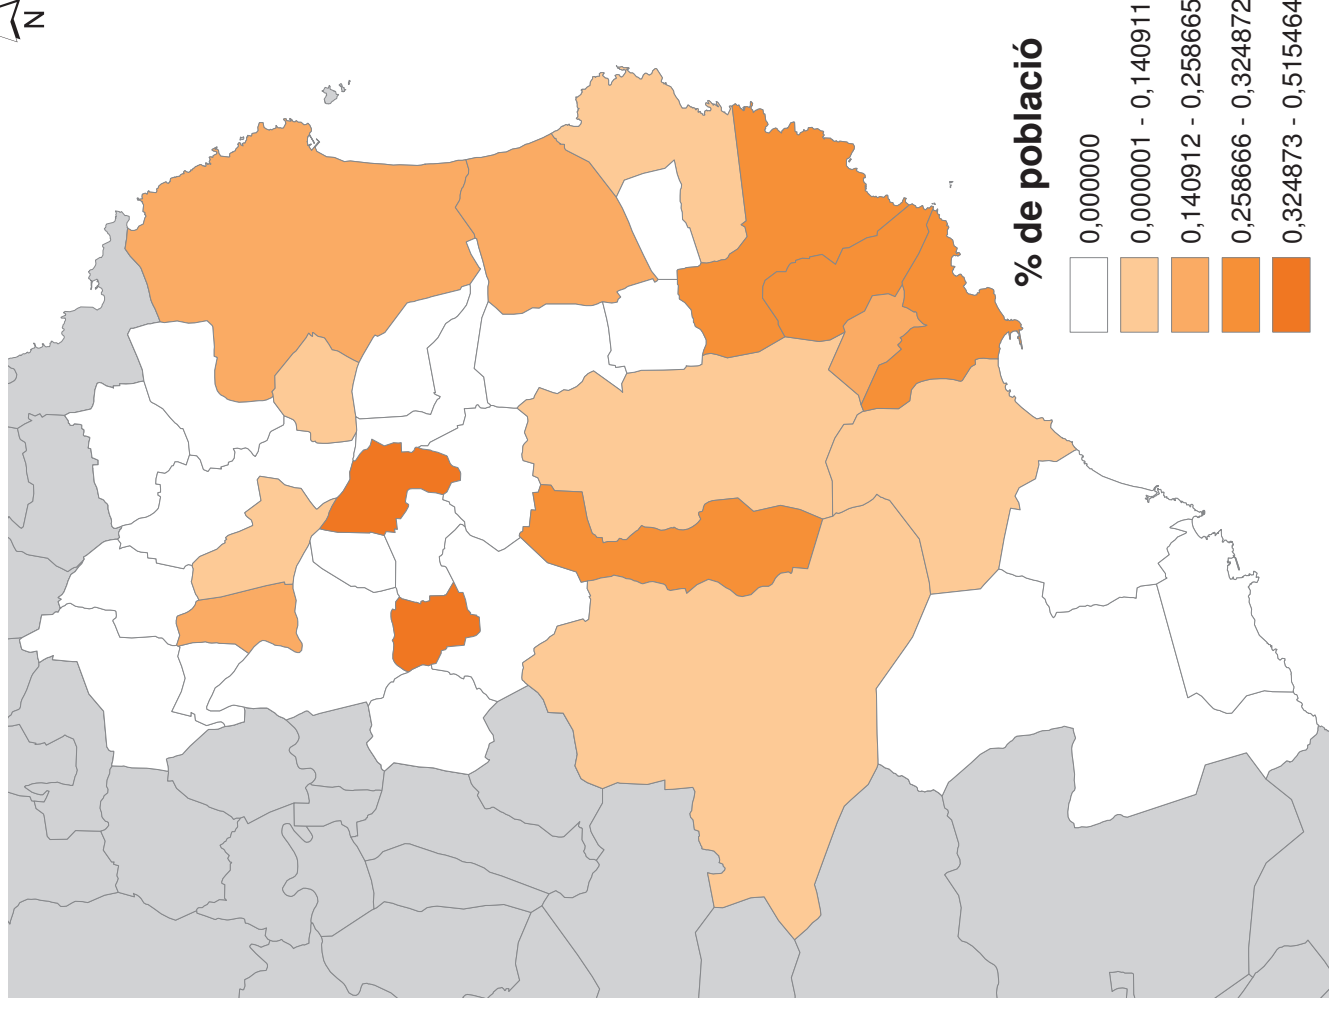 N
% de població
0,000000
0,000001 - 0,140911
0,140912 - 0,258665
0,258666 - 0,324872
0,324873 - 0,515464